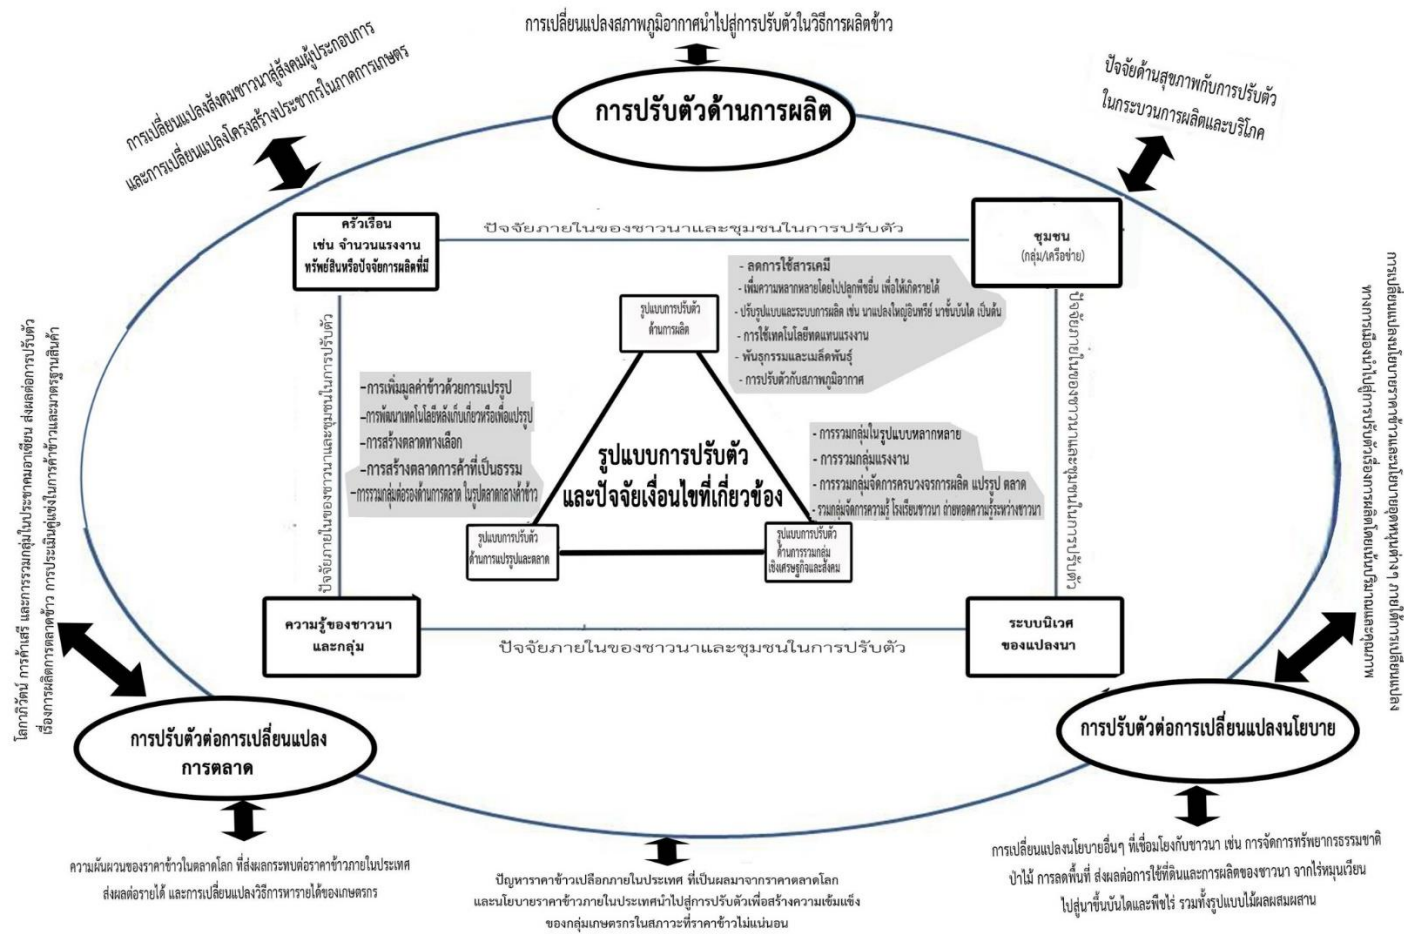 การเปลี่ยนแปลงสภาพภูมิอากาศนำไปสู่การปรับตัวในวิธีการผลิตข้าว
การเปลี่ยนแปลงสังคมชาวนาสู่สังคมผู้ประกอบการ
และการเปลี่ยนแปลงโครงสร้างประชากรในภาคการเกษตร
การปรับตัวด้านการผลิต
ปัจจัยด้านสุขภาพกับการปรับตัว
ในกระบวนการผลิตและบริโภค
ครัวเรือน
เช่น จำนวนแรงงาน
ทรัพย์สินหรือปัจจัยการผลิตที่มี
ปัจจัยภายในของชาวนาและชุมชนในการปรับตัว
ชุมชน
(กลุ่ม/เครือข่าย)
รูปแบบการปรับตัว
ด้านการผลิต
- ลดการใช้สารเคมี
- เพิ่มความหลากหลายโดยไปปลูกพืชอื่น เพื่อให้เกิดรายได้
- ปรับรูปแบบและระบบการผลิต เช่น นาแปลงใหญ่อินทรีย์ นาขั้นบันได เป็นต้น
- การใช้เทคโนโลยีทดแทนแรงงาน
- พันธุกรรมและเมล็ดพันธุ์
- การปรับตัวกับสภาพภูมิอากาศ
ปัจจัยภายในของชาวนาและชุมชนในการปรับตัว
ปัจจัยภายในของชาวนาและชุมชนในการปรับตัว
-การเพิ่มมูลค่าข้าวด้วยการแปรรูป
-การพัฒนาเทคโนโลยีหลังเก็บเกี่ยวหรือเพื่อแปรรูป
-การสร้างตลาดทางเลือก
-การสร้างตลาดการค้าที่เป็นธรรม
-การรวมกลุ่มต่อรองด้านการตลาด ในรูปตลาดกลางค้าข้าว
รูปแบบการปรับตัว
และปัจจัยเงื่อนไขที่เกี่ยวข้อง
- การรวมกลุ่มในรูปแบบหลากหลาย
- การรวมกลุ่มแรงงาน
- การรวมกลุ่มจัดการครบวงจรการผลิต แปรรูป ตลาด
- รวมกลุ่มจัดการความรู้ โรงเรียนชาวนา ถ่ายทอดความรู้ระหว่างชาวนา
รูปแบบการปรับตัว
ด้านการแปรรูปและตลาด
รูปแบบการปรับตัว
ด้านการรวมกลุ่ม
เชิงเศรษฐกิจและสังคม
ความรู้ของชาวนา
และกลุ่ม
ปัจจัยภายในของชาวนาและชุมชนในการปรับตัว
ระบบนิเวศ
ของแปลงนา
โลกาภิวัตน์ การค้าเสรี และการรวมกลุ่มในประชาคมอาเซียน ส่งผลต่อการปรับตัว
เรื่องการผลิตการตลาดข้าว การประเมินคู่แข่งในการค้าข้าวและมาตรฐานสินค้า
การเปลี่ยนแปลงนโยบายราคาข้าวและนโยบายอุดหนุนต่างๆ ภายใต้การเปลี่ยนแปลง
ทางการเมืองนำไปสู่การปรับตัวเรื่องการผลิตโดยเน้นปริมาณและคุณภาพ
การปรับตัวต่อการเปลี่ยนแปลง
การตลาด
การปรับตัวต่อการเปลี่ยนแปลงนโยบาย
ความผันผวนของราคาข้าวในตลาดโลก ที่ส่งผลกระทบต่อราคาข้าวภายในประเทศ
ส่งผลต่อรายได้ และการเปลี่ยนแปลงวิธีการหารายได้ของเกษตรกร
ปัญหาราคาข้าวเปลือกภายในประเทศ ที่เป็นผลมาจากราคาตลาดโลก
และนโยบายราคาข้าวภายในประเทศนำไปสู่การปรับตัวเพื่อสร้างความเข้มแข็ง
ของกลุ่มเกษตรกรในสภาวะที่ราคาข้าวไม่แน่นอน
การเปลี่ยนแปลงนโยบายอื่นๆ ที่เชื่อมโยงกับชาวนา เช่น การจัดการทรัพยากรธรรมชาติ
ป่าไม้ การลดพื้นที่ ส่งผลต่อการใช้ที่ดินและการผลิตของชาวนา จากไร่หมุนเวียน
ไปสู่นาขั้นบันไดและพืชไร่ รวมทั้งรูปแบบไม้ผลผสมผสาน